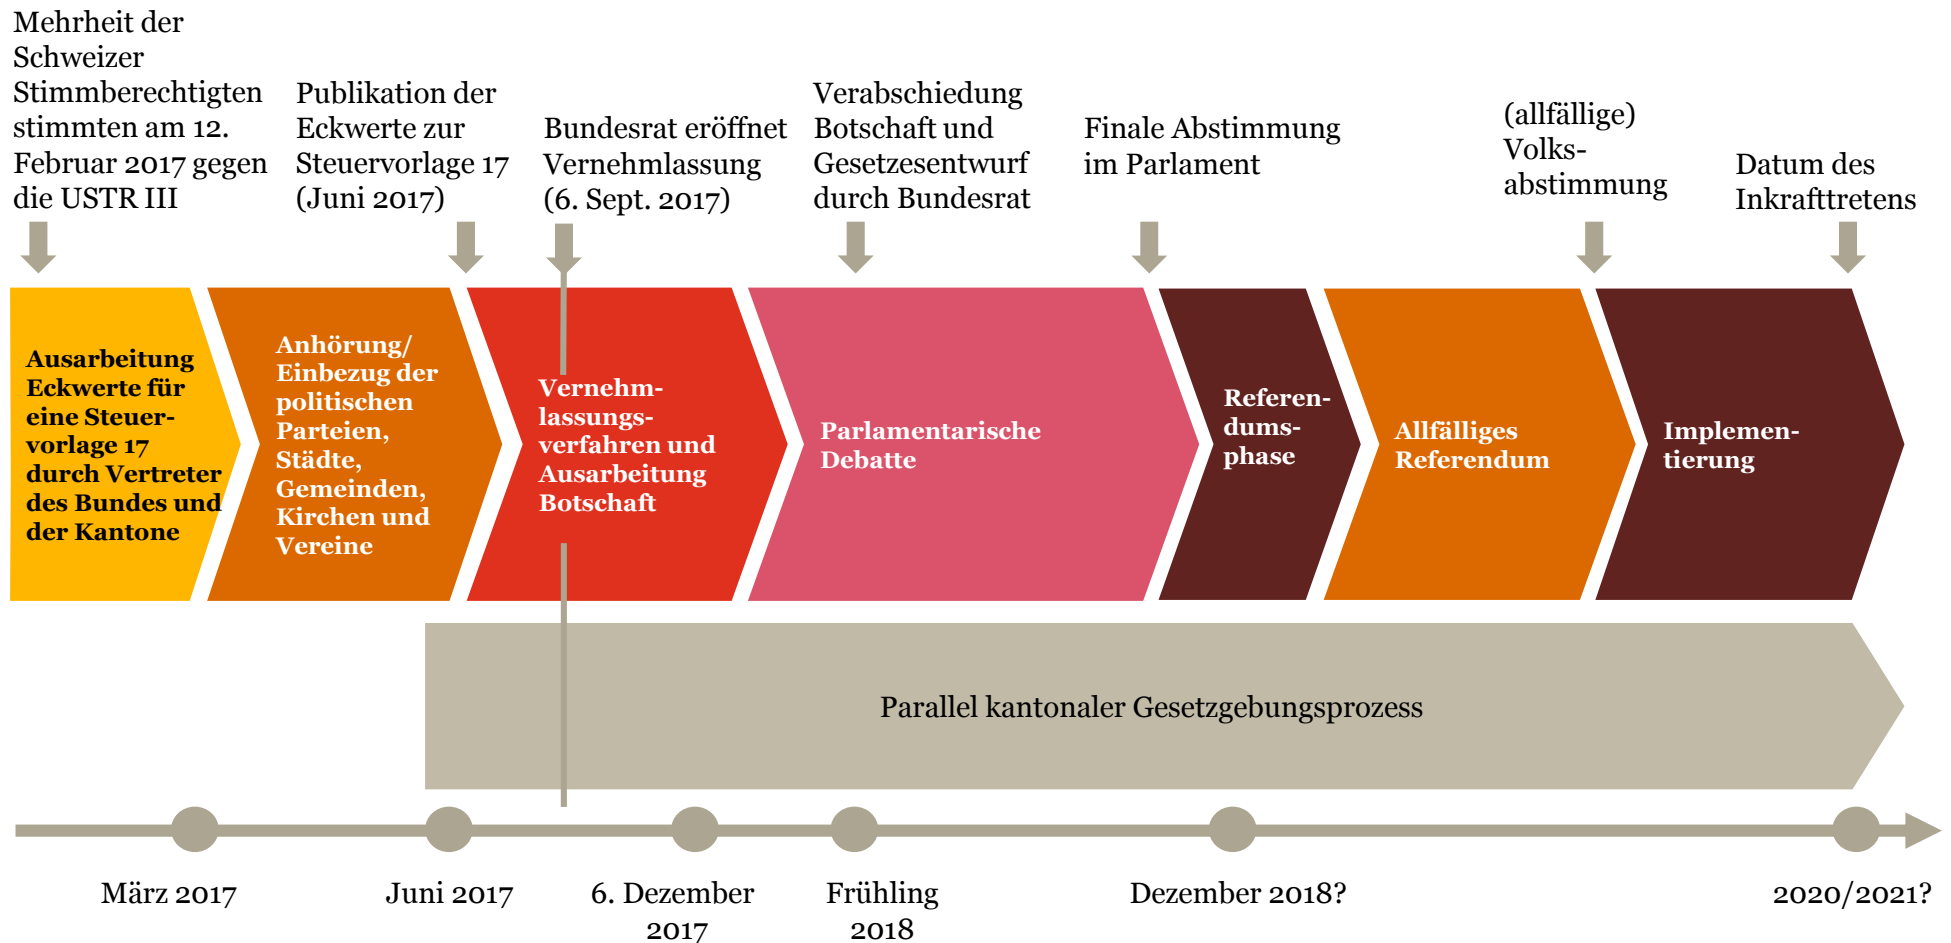 Mehrheit der
Schweizer
Stimmberechtigten
stimmten am 12.
Februar 2017 gegen
die USTR III
Publikation der
Eckwerte zur
Steuervorlage 17
(Juni 2017)
Bundesrat eröffnet
Vernehmlassung
(6. Sept. 2017)
Verabschiedung
Botschaft und
Gesetzesentwurf
durch Bundesrat
Finale Abstimmung
im Parlament
(allfällige)
Volks-
abstimmung
Datum des
Inkrafttretens
Ausarbeitung
Eckwerte für
eine Steuer-
vorlage 17
durch Vertreter
des Bundes und
der Kantone
Anhörung/
Einbezug der
politischen
Parteien,
Städte,
Gemeinden,
Kirchen und
Vereine
Vernehm-
lassungs-
verfahren und
Ausarbeitung
Botschaft
Parlamentarische
Debatte
Referen-
dums-
phase
Allfälliges
Referendum
Implemen-
tierung
Parallel kantonaler Gesetzgebungsprozess
März 2017
Juni 2017
6. Dezember
2017
Frühling
2018
Dezember 2018?
2020/2021?